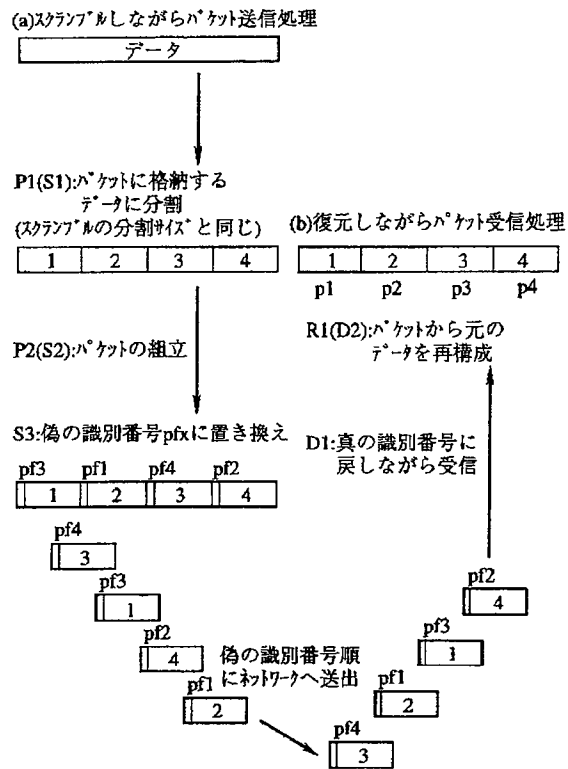 (a)ｽｸﾗﾝﾌﾞﾙしながらﾊﾟｹｯﾄ送信処理
データ
P1(S1):ﾊﾟｹｯﾄに格納する
ﾃﾞｰﾀに分割
(ｽｸﾗﾝﾌﾞﾙの分割ｻｲｽﾞと同じ)
1 2 3 4
P2(S2):ﾊﾟｹｯﾄの組立
S3:偽の識別番号pfxに置き換え
pf3 pf1 pf4 pf2
1 2 3 4
pf4
3
pf3
1
pf2
4
pf1
2
偽の識別番号順
にﾈｯﾄﾜｰｸへ送出
(b)復元しながらﾊﾟｹｯﾄ受信処理
1 2 3 4
p1 p2 p3 p4
R1(D2):ﾊﾟｹｯﾄから元の
ﾃﾞｰﾀを再構成
D1:真の識別番号に
戻しながら受信
pf2
4
pf3
1
pf1
2
pf4
3